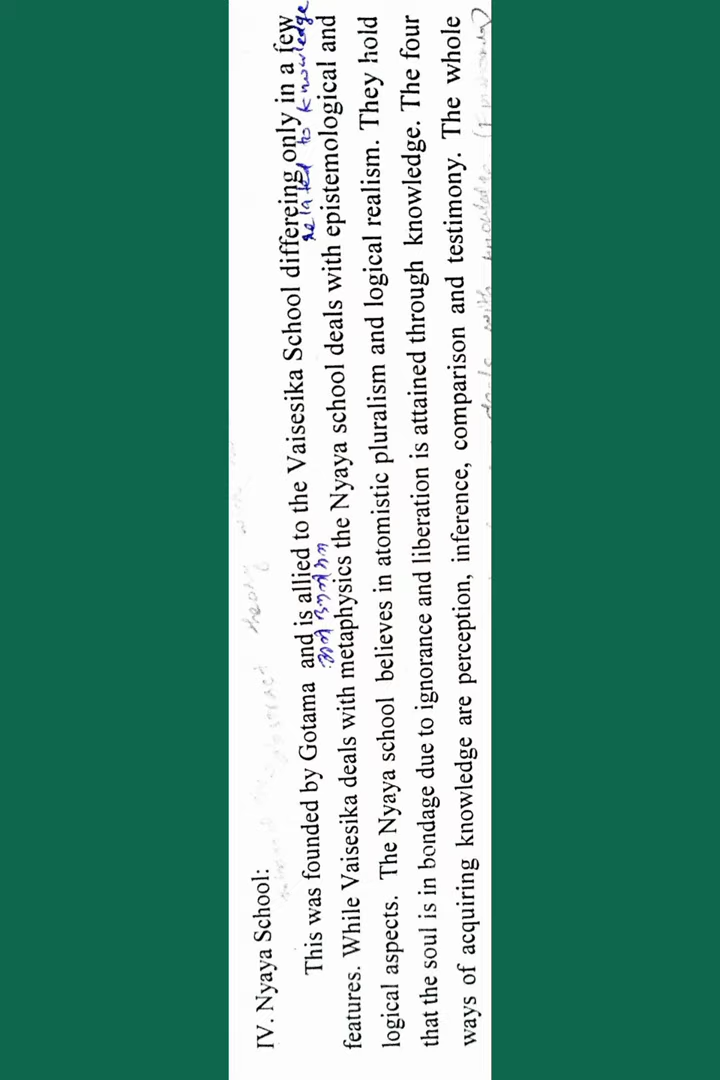 IV. Nyaya School:
This was founded by Gotama and is allied to the Vaisesika School differeing only in a few
related to knowledge
features. While Vaisesika deals with metaphysics the Nyaya school deals with epistemological and
logical aspects. The Nyaya school believes in atomistic pluralism and logical realism. They hold
that the soul is in bondage due to ignorance and liberation is attained through knowledge. The four
ways of acquiring knowledge are perception, inference, comparison and testimony. The whole
deals with knowledge